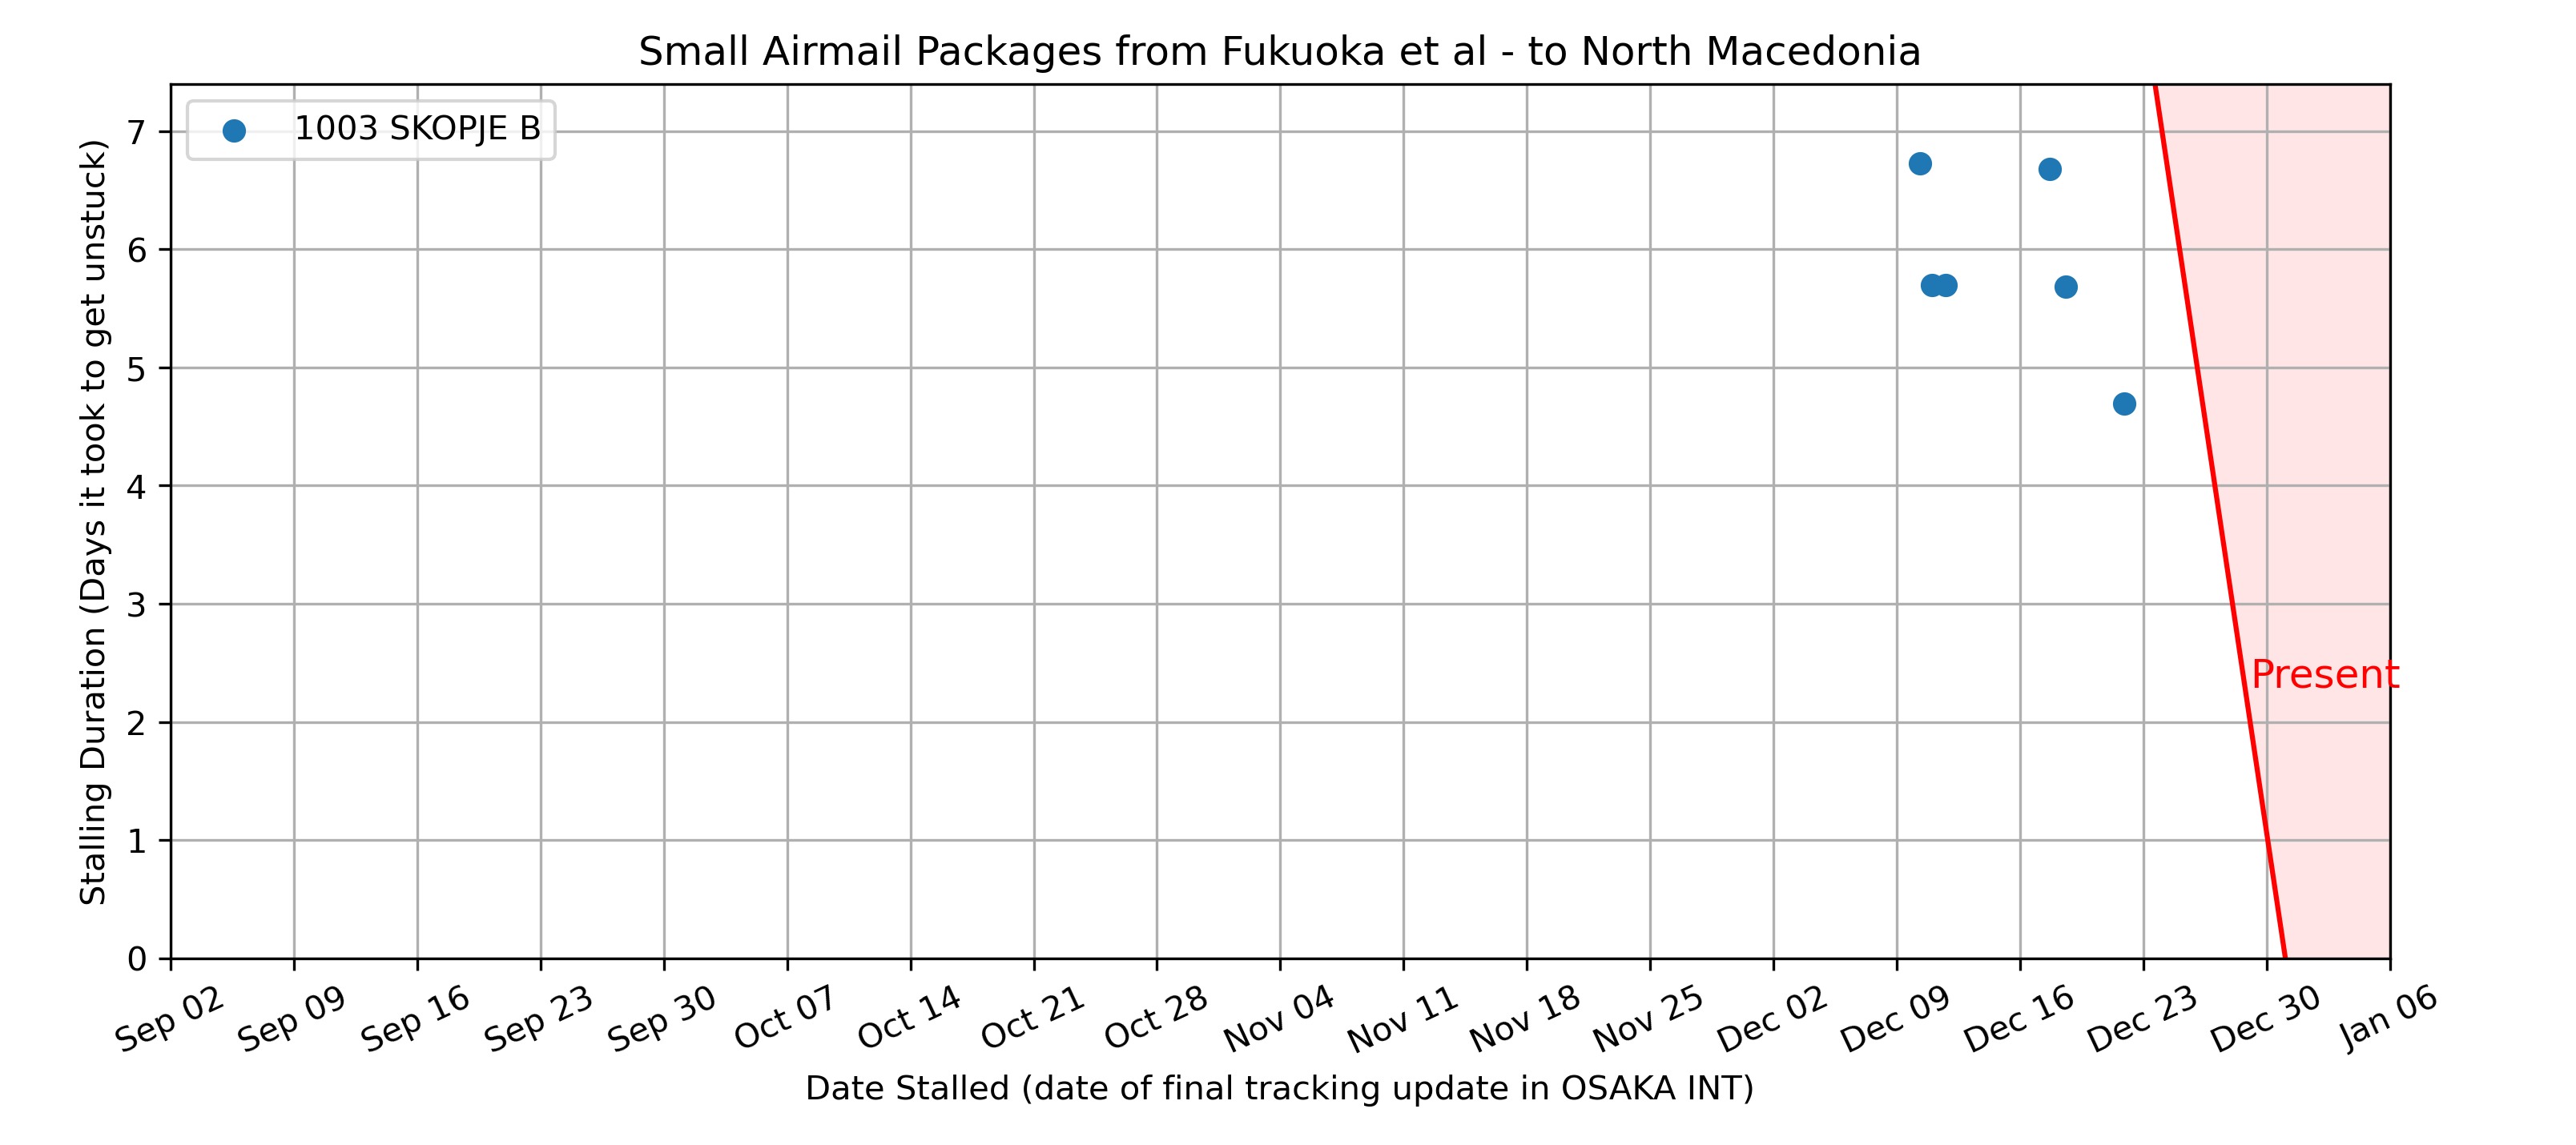 Small Airmail Packages from Fukuoka et al - to North Macedonia
1003 SKOPJE B
Stalling Duration (Days it took to get unstuck)
7
6
5
4
3
2
1
0
Present
Sep 02
Sep 09
Sep 16
Sep 23
Sep 30
Oct 07
Oct 14
Oct 21
Oct 28
Nov 04
Nov 11
Nov 18
Nov 25
Dec 02
Dec 09
Dec 16
Dec 23
Dec 30
Jan 06
Date Stalled (date of final tracking update in OSAKA INT)